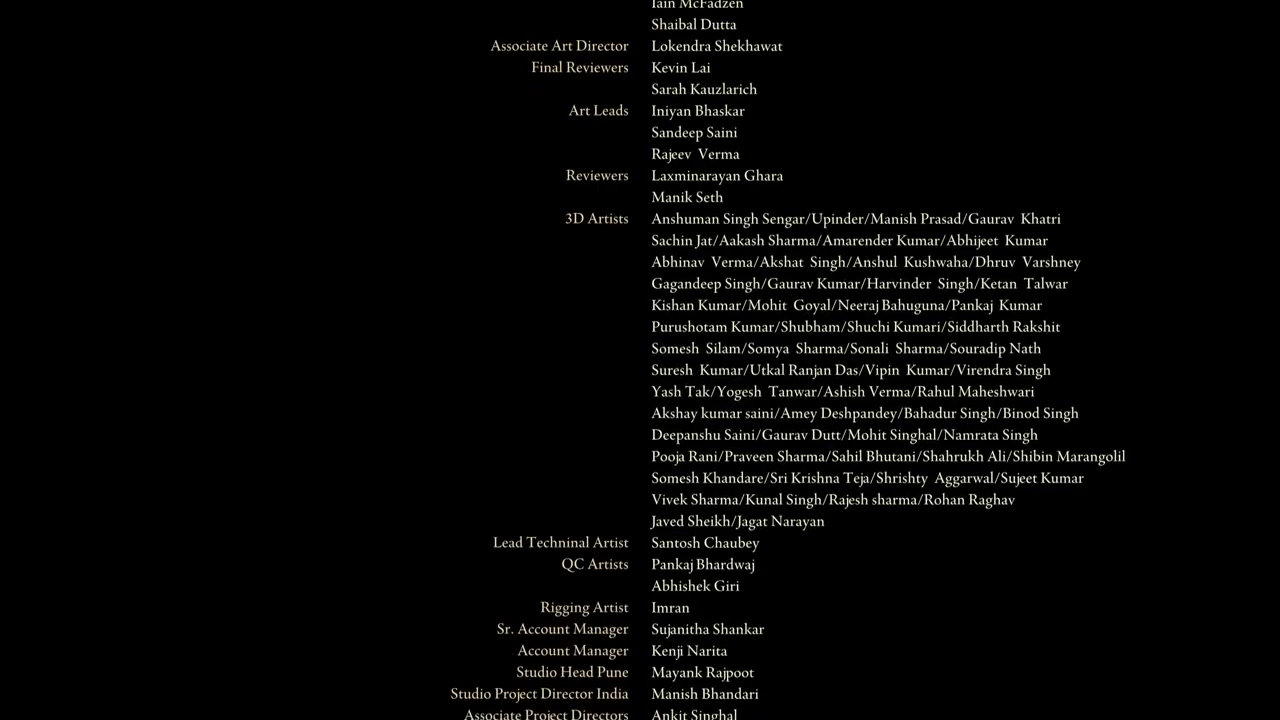 Iain McFadzen
Shaibal Dutta
Associate Art Director Lokendra Shekhawat
Final Reviewers Kevin Lai
Sarah Kauzlarich
Art Leads Iniyan Bhaskar
Sandeep Saini
Rajeev Verma
Reviewers Laxminarayan Ghara
Manik Seth
3D Artists Anshuman Singh Sengar/Upinder/Manish Prasad/Gaurav Khatri
Sachin Jat/Aakash Sharma/Amarender Kumar/Abhijeet Kumar
Abhinav Verma/Akshat Singh/Anshul Kushwaha/Dhruv Varshney
Gagandeep Singh/Gaurav Kumar/Harvinder Singh/Ketan Talwar
Kishan Kumar/Mohit Goyal/Neeraj Bahuguna/Pankaj Kumar
Purushotam Kumar/Shubham/Shuchi Kumari/Siddharth Rakshit
Somesh Silam/Somya Sharma/Sonali Sharma/Souradip Nath
Suresh Kumar/Utkal Ranjan Das/Vipin Kumar/Virendra Singh
Yash Tak/Yogesh Tanwar/Ashish Verma/Rahul Maheshwari
Akshay kumar saini/Amey Deshpandey/Bahadur Singh/Binod Singh
Deepanshu Saini/Gaurav Dutt/Mohit Singhal/Namrata Singh
Pooja Rani/Praveen Sharma/Sahil Bhutani/Shahrukh Ali/Shibin Marangolil
Somesh Khandare/Sri Krishna Teja/Shrishty Aggarwal/Sujeet Kumar
Vivek Sharma/Kunal Singh/Rajesh sharma/Rohan Raghav
Javed Sheikh/Jagat Narayan
Lead Techninal Artist Santosh Chaubey
QC Artists Pankaj Bhardwaj
Abhishek Giri
Rigging Artist Imran
Sr. Account Manager Sujanitha Shankar
Account Manager Kenji Narita
Studio Head Pune Mayank Rajpoot
Studio Project Director India Manish Bhandari
Associate Project Directors Ankit Singhal